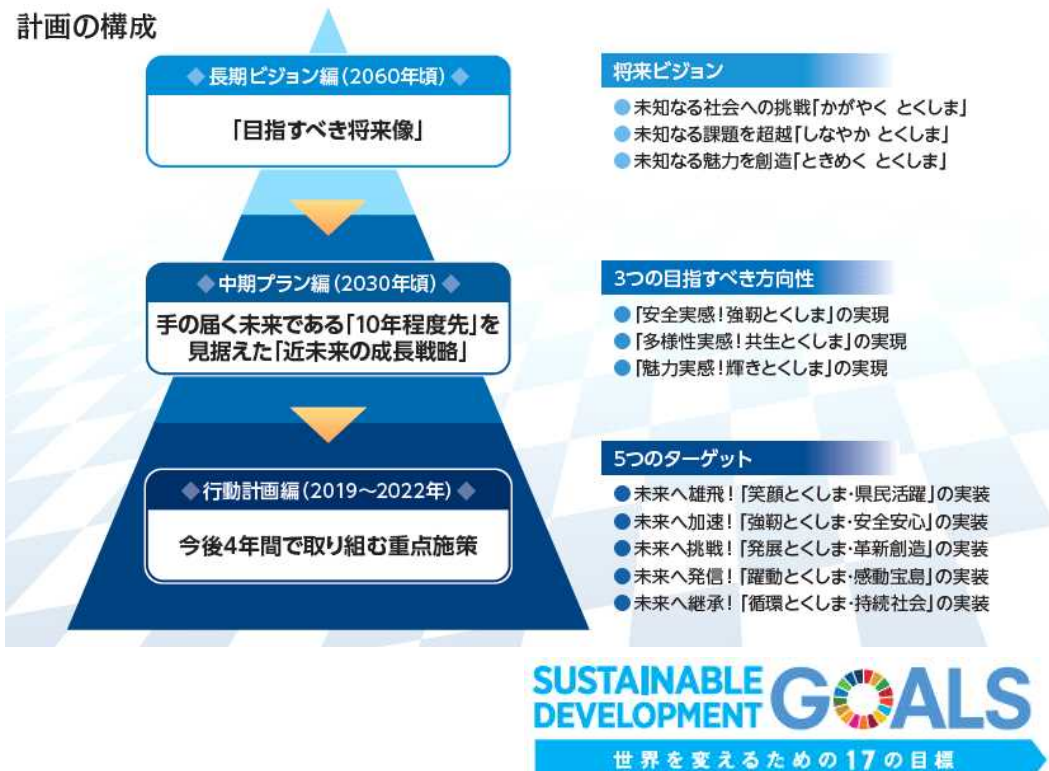 計画の構成
◆長期ビジョン編(2060年頃)◆
「目指すべき将来像」
将来ビジョン
●未知なる社会への挑戦「かがやく とくしま」
●未知なる課題を超越「しなやか とくしま」
●未知なる魅力を創造「ときめく とくしま」
◆中期プラン編(2030年頃)◆
手の届く未来である「10年程度先」を
見据えた「近未来の成長戦略」
3つの目指すべき方向性
●「安全実感!強靭とくしま」の実現
●「多様性実感!共生とくしま」の実現
●「魅力実感!輝きとくしま」の実現
◆行動計画編(2019〜2022年)◆
今後4年間で取り組む重点施策
5つのターゲット
●未来へ雄飛!「笑顔とくしま・県民活躍」の実装
●未来へ加速!「強靭とくしま・安全安心」の実装
●未来へ挑戦!「発展とくしま・革新創造」の実装
●未来へ発信!「躍動とくしま・感動宝島」の実装
●未来へ継承!「循環とくしま・持続社会」の実装
SUSTAINABLE
DEVELOPMENT
GOALS
世界を変えるための17の目標